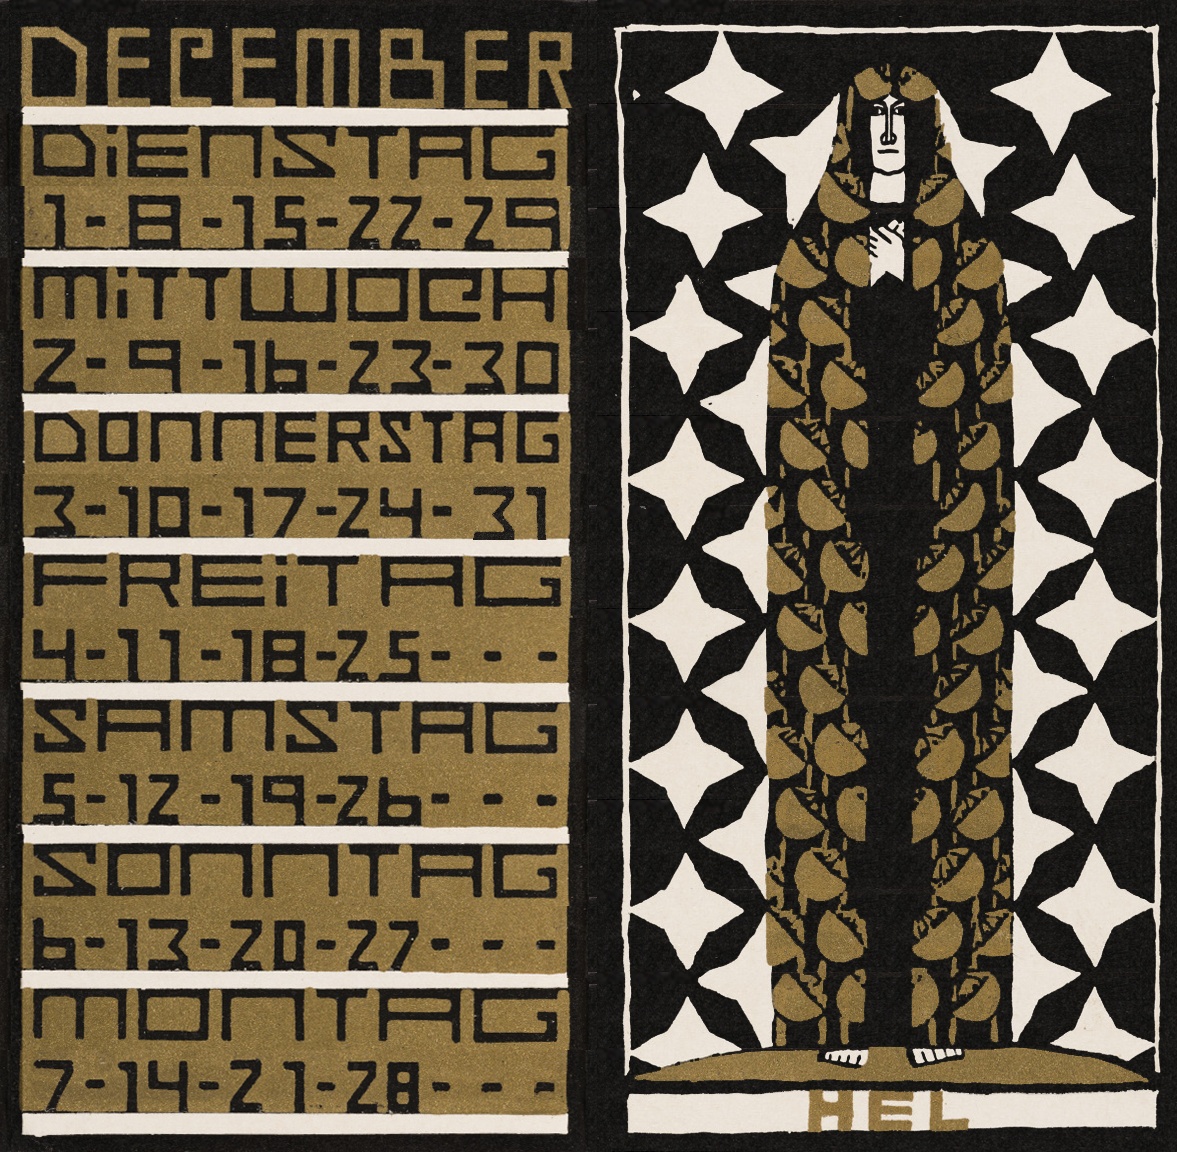 DECEMBER
DiENSTAG
1-8-15-22-29
MiTTWOCH
2-9-16-23-30
DONNERSTAG
3-10-17-24-31
FREiTAG
4-11-18-25- - -
SAMSTAG
5-12-19-26- - -
SONNTAG
6-13-20-27- - -
MONTAG
7-14-21-28- - -
HEL